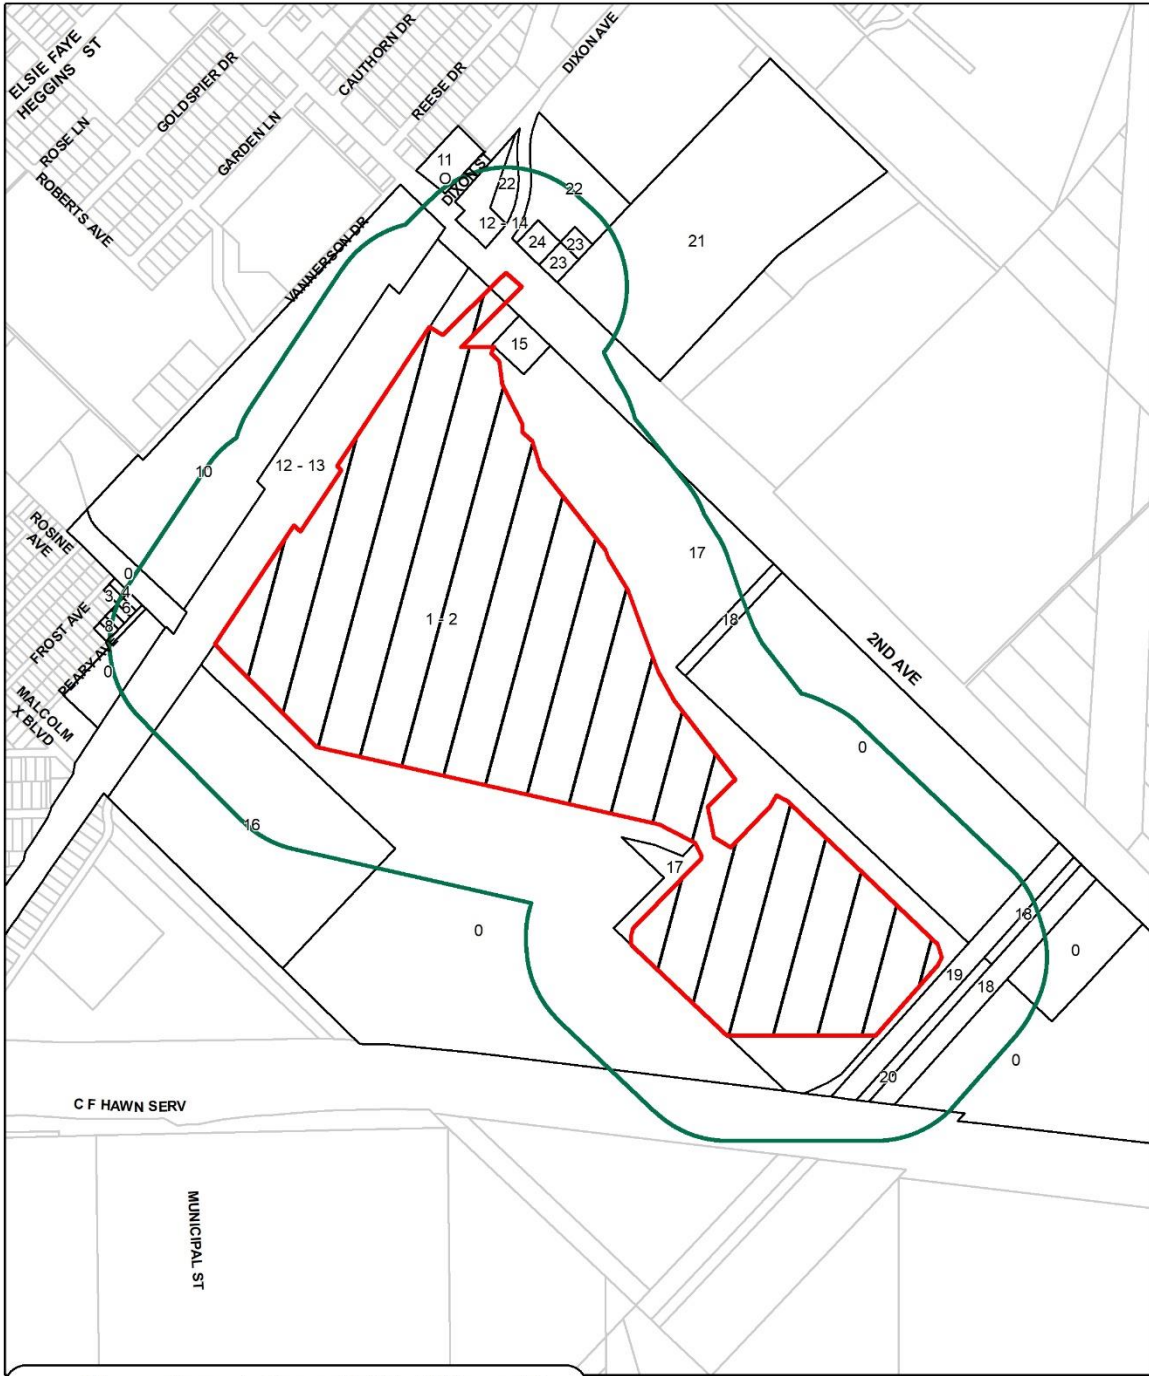 ELSIE FAYE
HEGGINS ST
GOLDSPIER DR
CAUTHORN DR
REESE DR
DIXON AVE
ROSE LN
GARDEN LN
ROBERTS AVE
VANNERSON DR
DIXON ST
11
22
22
12 - 14
24
23
23
21
15
10
12 - 13
17
ROSINE
AVE
0
3
4
6
8
FROST AVE
PEARY AVE
0
1 - 2
18
2ND AVE
MALCOLM
X BLVD
0
16
17
0
18
0
19
18
20
0
C F HAWN SERV
MUNICIPAL ST